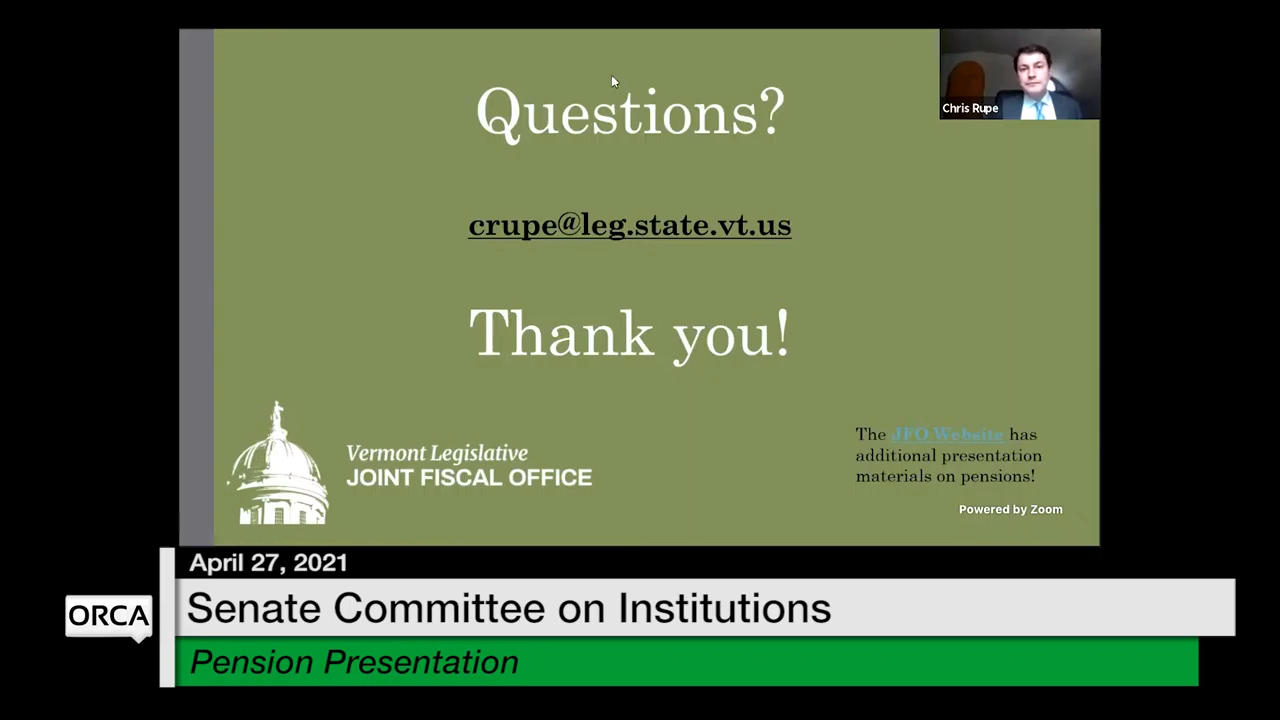 Questions?
Chris Rupe
crupe@leg.state.vt.us
Thank you!
Vermont Legislative
JOINT FISCAL OFFICE
The JFO Website has
additional presentation
materials on pensions!
Powered by Zoom
April 27, 2021
ORCA
Senate Committee on Institutions
Pension Presentation